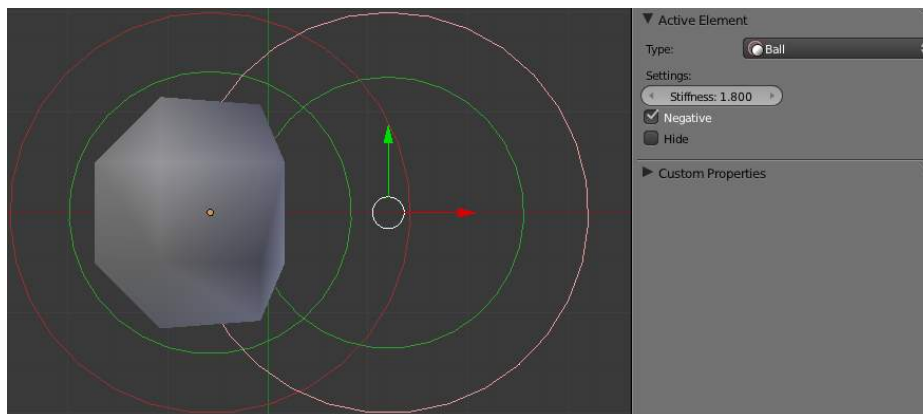 Active Element
Type:
Ball
Settings:
Stiffness: 1.800
Negative
Hide
Custom Properties